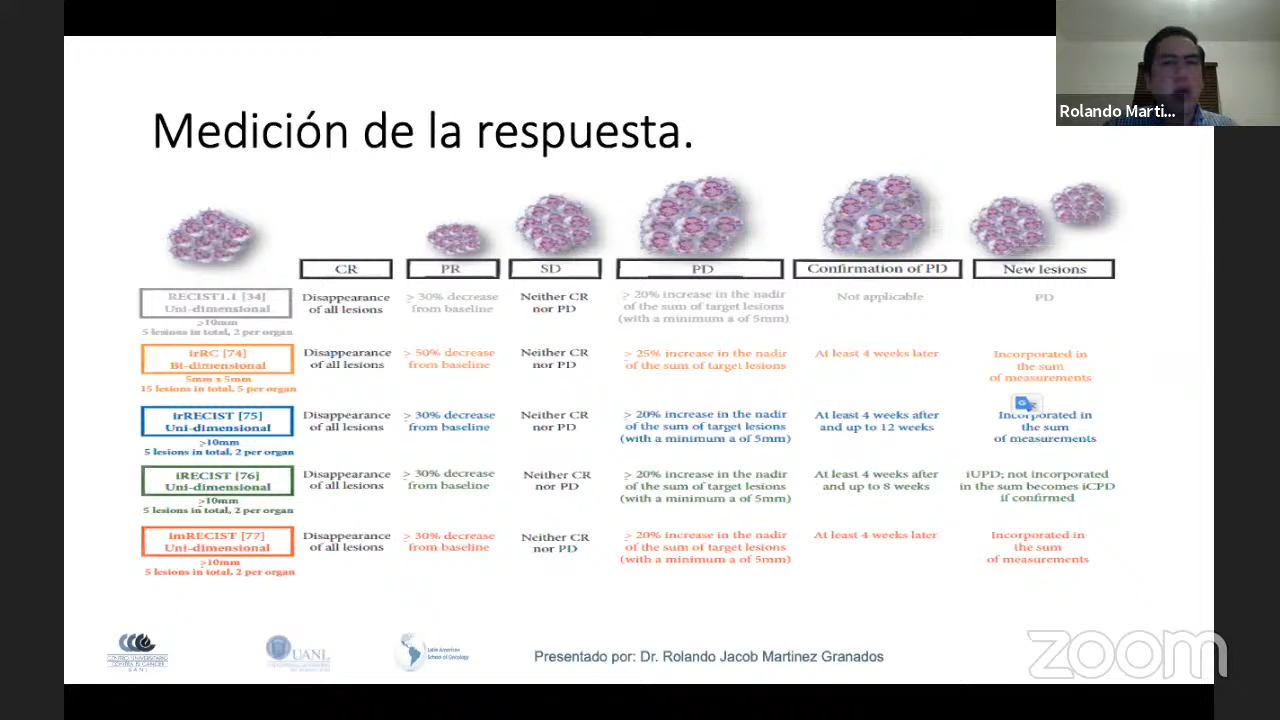 Rolando Marti...
Medición de la respuesta.
CR
PR
SD
PD
Confirmation of PD
New lesions
RECIST1.1 [34]
Uni-dimensional
≥10mm
5 lesions in total, 2 per organ
Disappearance
of all lesions
≥ 30% decrease
from baseline
Neither CR
nor PD
≥ 20% increase in the nadir
of the sum of target lesions
(with a minimum a of 5mm)
Not applicable
PD
irRC [74]
Bi-dimensional
5mm x 5mm
15 lesions in total, 5 per organ
Disappearance
of all lesions
≥ 50% decrease
from baseline
Neither CR
nor PD
≥ 25% increase in the nadir
of the sum of target lesions
At least 4 weeks later
Incorporated in
the sum
of measurements
irRECIST [75]
Uni-dimensional
≥10mm
5 lesions in total, 2 per organ
Disappearance
of all lesions
≥ 30% decrease
from baseline
Neither CR
nor PD
≥ 20% increase in the nadir
of the sum of target lesions
(with a minimum a of 5mm)
At least 4 weeks after
and up to 12 weeks
Incorporated in
the sum
of measurements
iRECIST [76]
Uni-dimensional
≥10mm
5 lesions in total, 2 per organ
Disappearance
of all lesions
≥ 30% decrease
from baseline
Neither CR
nor PD
≥ 20% increase in the nadir
of the sum of target lesions
(with a minimum a of 5mm)
At least 4 weeks after
and up to 8 weeks
iUPD; not incorporated
in the sum becomes iCPD
if confirmed
imRECIST [77]
Uni-dimensional
≥10mm
5 lesions in total, 2 per organ
Disappearance
of all lesions
≥ 30% decrease
from baseline
Neither CR
nor PD
≥ 20% increase in the nadir
of the sum of target lesions
(with a minimum a of 5mm)
At least 4 weeks later
Incorporated in
the sum
of measurements
CENTRO UNIVERSITARIO
CONTRA EL CÁNCER
UANL
UANL
Latin American
School of Oncology
Presentado por: Dr. Rolando Jacob Martinez Granados
zoom